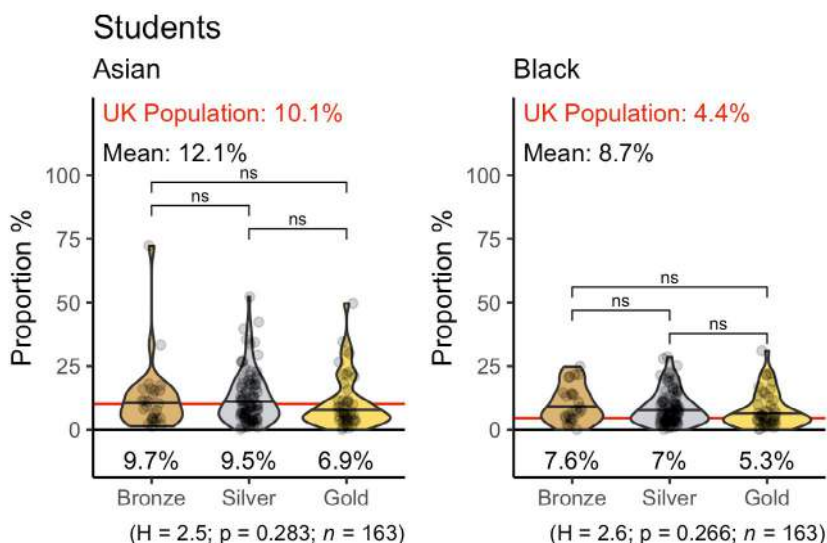 Students
Asian
UK Population: 10.1%
Mean: 12.1%
Proportion %
100
75
50
25
0
ns
ns
ns
9.7% 9.5% 6.9%
Bronze Silver Gold
(H = 2.5; p = 0.283; n = 163)
Black
UK Population: 4.4%
Mean: 8.7%
Proportion %
100
75
50
25
0
ns
ns
ns
7.6% 7% 5.3%
Bronze Silver Gold
(H = 2.6; p = 0.266; n = 163)